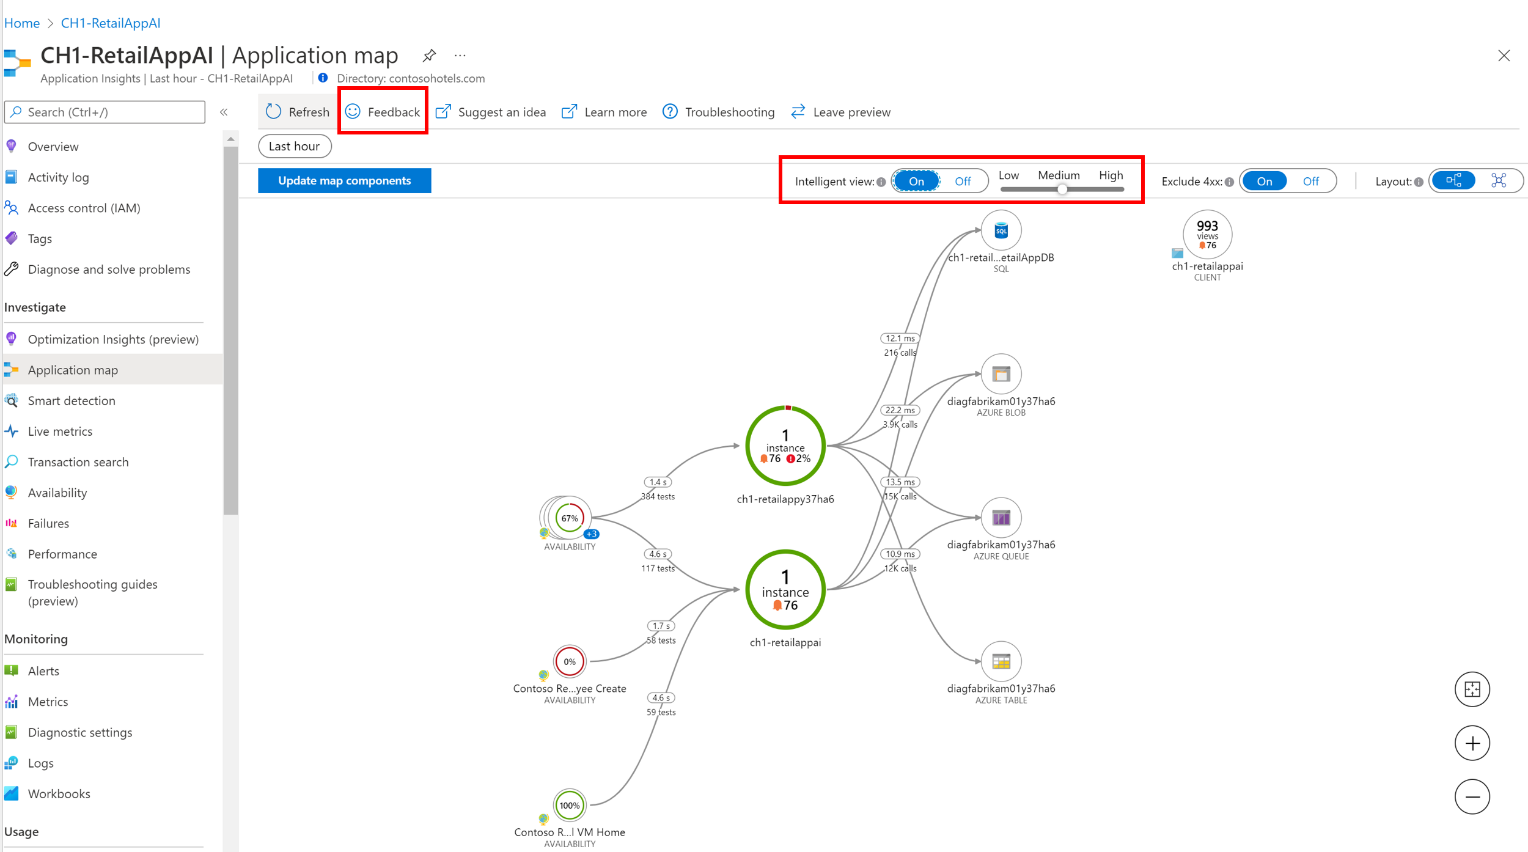 Home > CH1-RetailAppAI
CH1-RetailAppAI | Application map ...
Application Insights | Last hour - CH1-RetailAppAI Directory: contosohotels.com
Search (Ctrl+/) «
Refresh Feedback Suggest an idea Learn more Troubleshooting Leave preview
Last hour
Update map components Intelligent view: On Off Low Medium High Exclude 4xx: On Off Layout:
Overview
Activity log
Access control (IAM)
Tags
Diagnose and solve problems
Investigate
Optimization Insights (preview)
Application map
Smart detection
Live metrics
Transaction search
Availability
Failures
Performance
Troubleshooting guides
(preview)
Monitoring
Alerts
Metrics
Diagnostic settings
Logs
Workbooks
Usage
67%
+3
AVAILABILITY
0%
Contoso Re...yee Create
AVAILABILITY
100%
Contoso R...l VM Home
AVAILABILITY
1.4 s
384 tests
4.6 s
117 tests
1.7 s
58 tests
4.6 s
59 tests
1
instance
76 2%
ch1-retailappy37ha6
1
instance
76
ch1-retailappai
12.1 ms
216 calls
22.2 ms
3.9K calls
13.5 ms
15K calls
10.9 ms
12K calls
SQL
ch1-retail...etailAppDB
SQL
diagfabrikam01y37ha6
AZURE BLOB
diagfabrikam01y37ha6
AZURE QUEUE
diagfabrikam01y37ha6
AZURE TABLE
993
views
76
ch1-retailappai
CLIENT